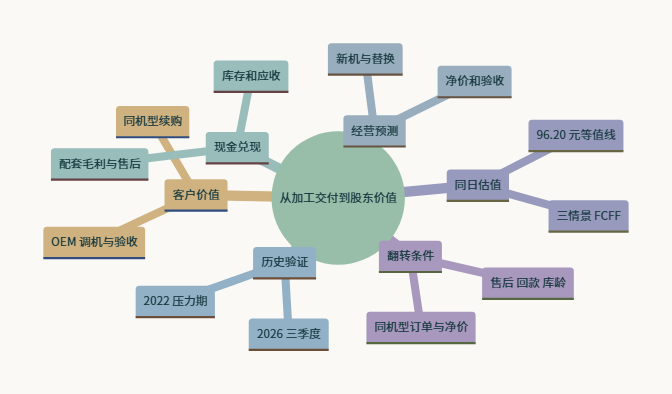 新机与替换
库存和应收
净价和验收
同机型续购
经营预测
96.20 元等值线
现金兑现
配套毛利与售后
同日估值
客户价值
从加工交付到股东价值
三情景 FCFF
OEM 调机与验收
翻转条件
历史验证
售后 回款 库龄
2022 压力期
同机型订单与净价
2026 三季度